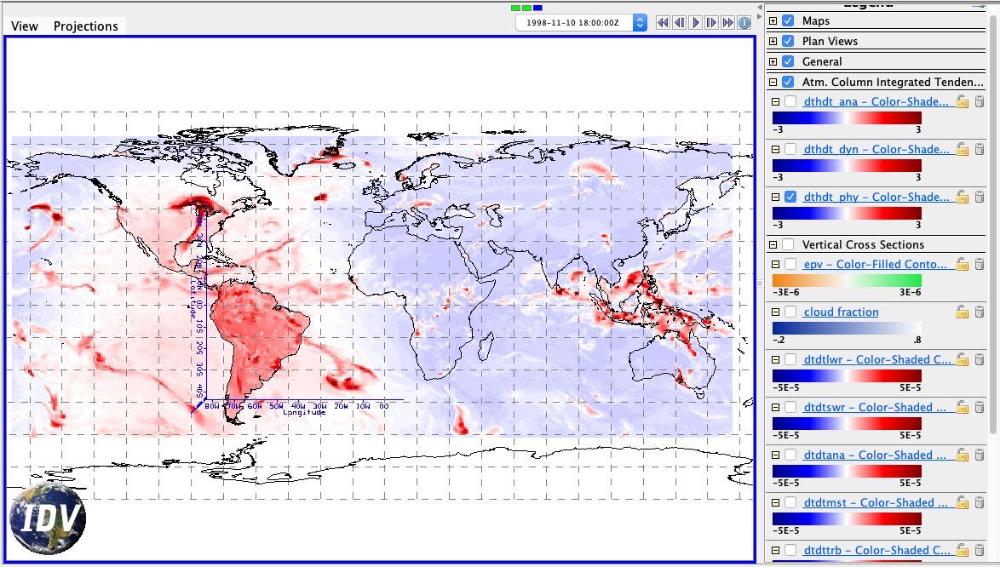 View Projections
1998-11-10 18:00:00Z
Legend
Maps
Plan Views
General
Atm. Column Integrated Tenden...
dthdt_ana - Color-Shade...
-3 3
dthdt_dyn - Color-Shade...
-3 3
dthdt_phy - Color-Shade...
-3 3
Vertical Cross Sections
epv - Color-Filled Conto...
-3E-6 3E-6
cloud fraction
-.2 .8
dtdtlwr - Color-Shaded C...
-5E-5 5E-5
dtdtswr - Color-Shaded ...
-5E-5 5E-5
dtdtana - Color-Shaded ...
-5E-5 5E-5
dtdtmst - Color-Shaded ...
-5E-5 5E-5
dtdttrb - Color-Shaded C...
Latitude
00
10S
20S
30S
40S
80W 70W 60W 50W 40W 30W 20W 10W 00
Longitude
IDV